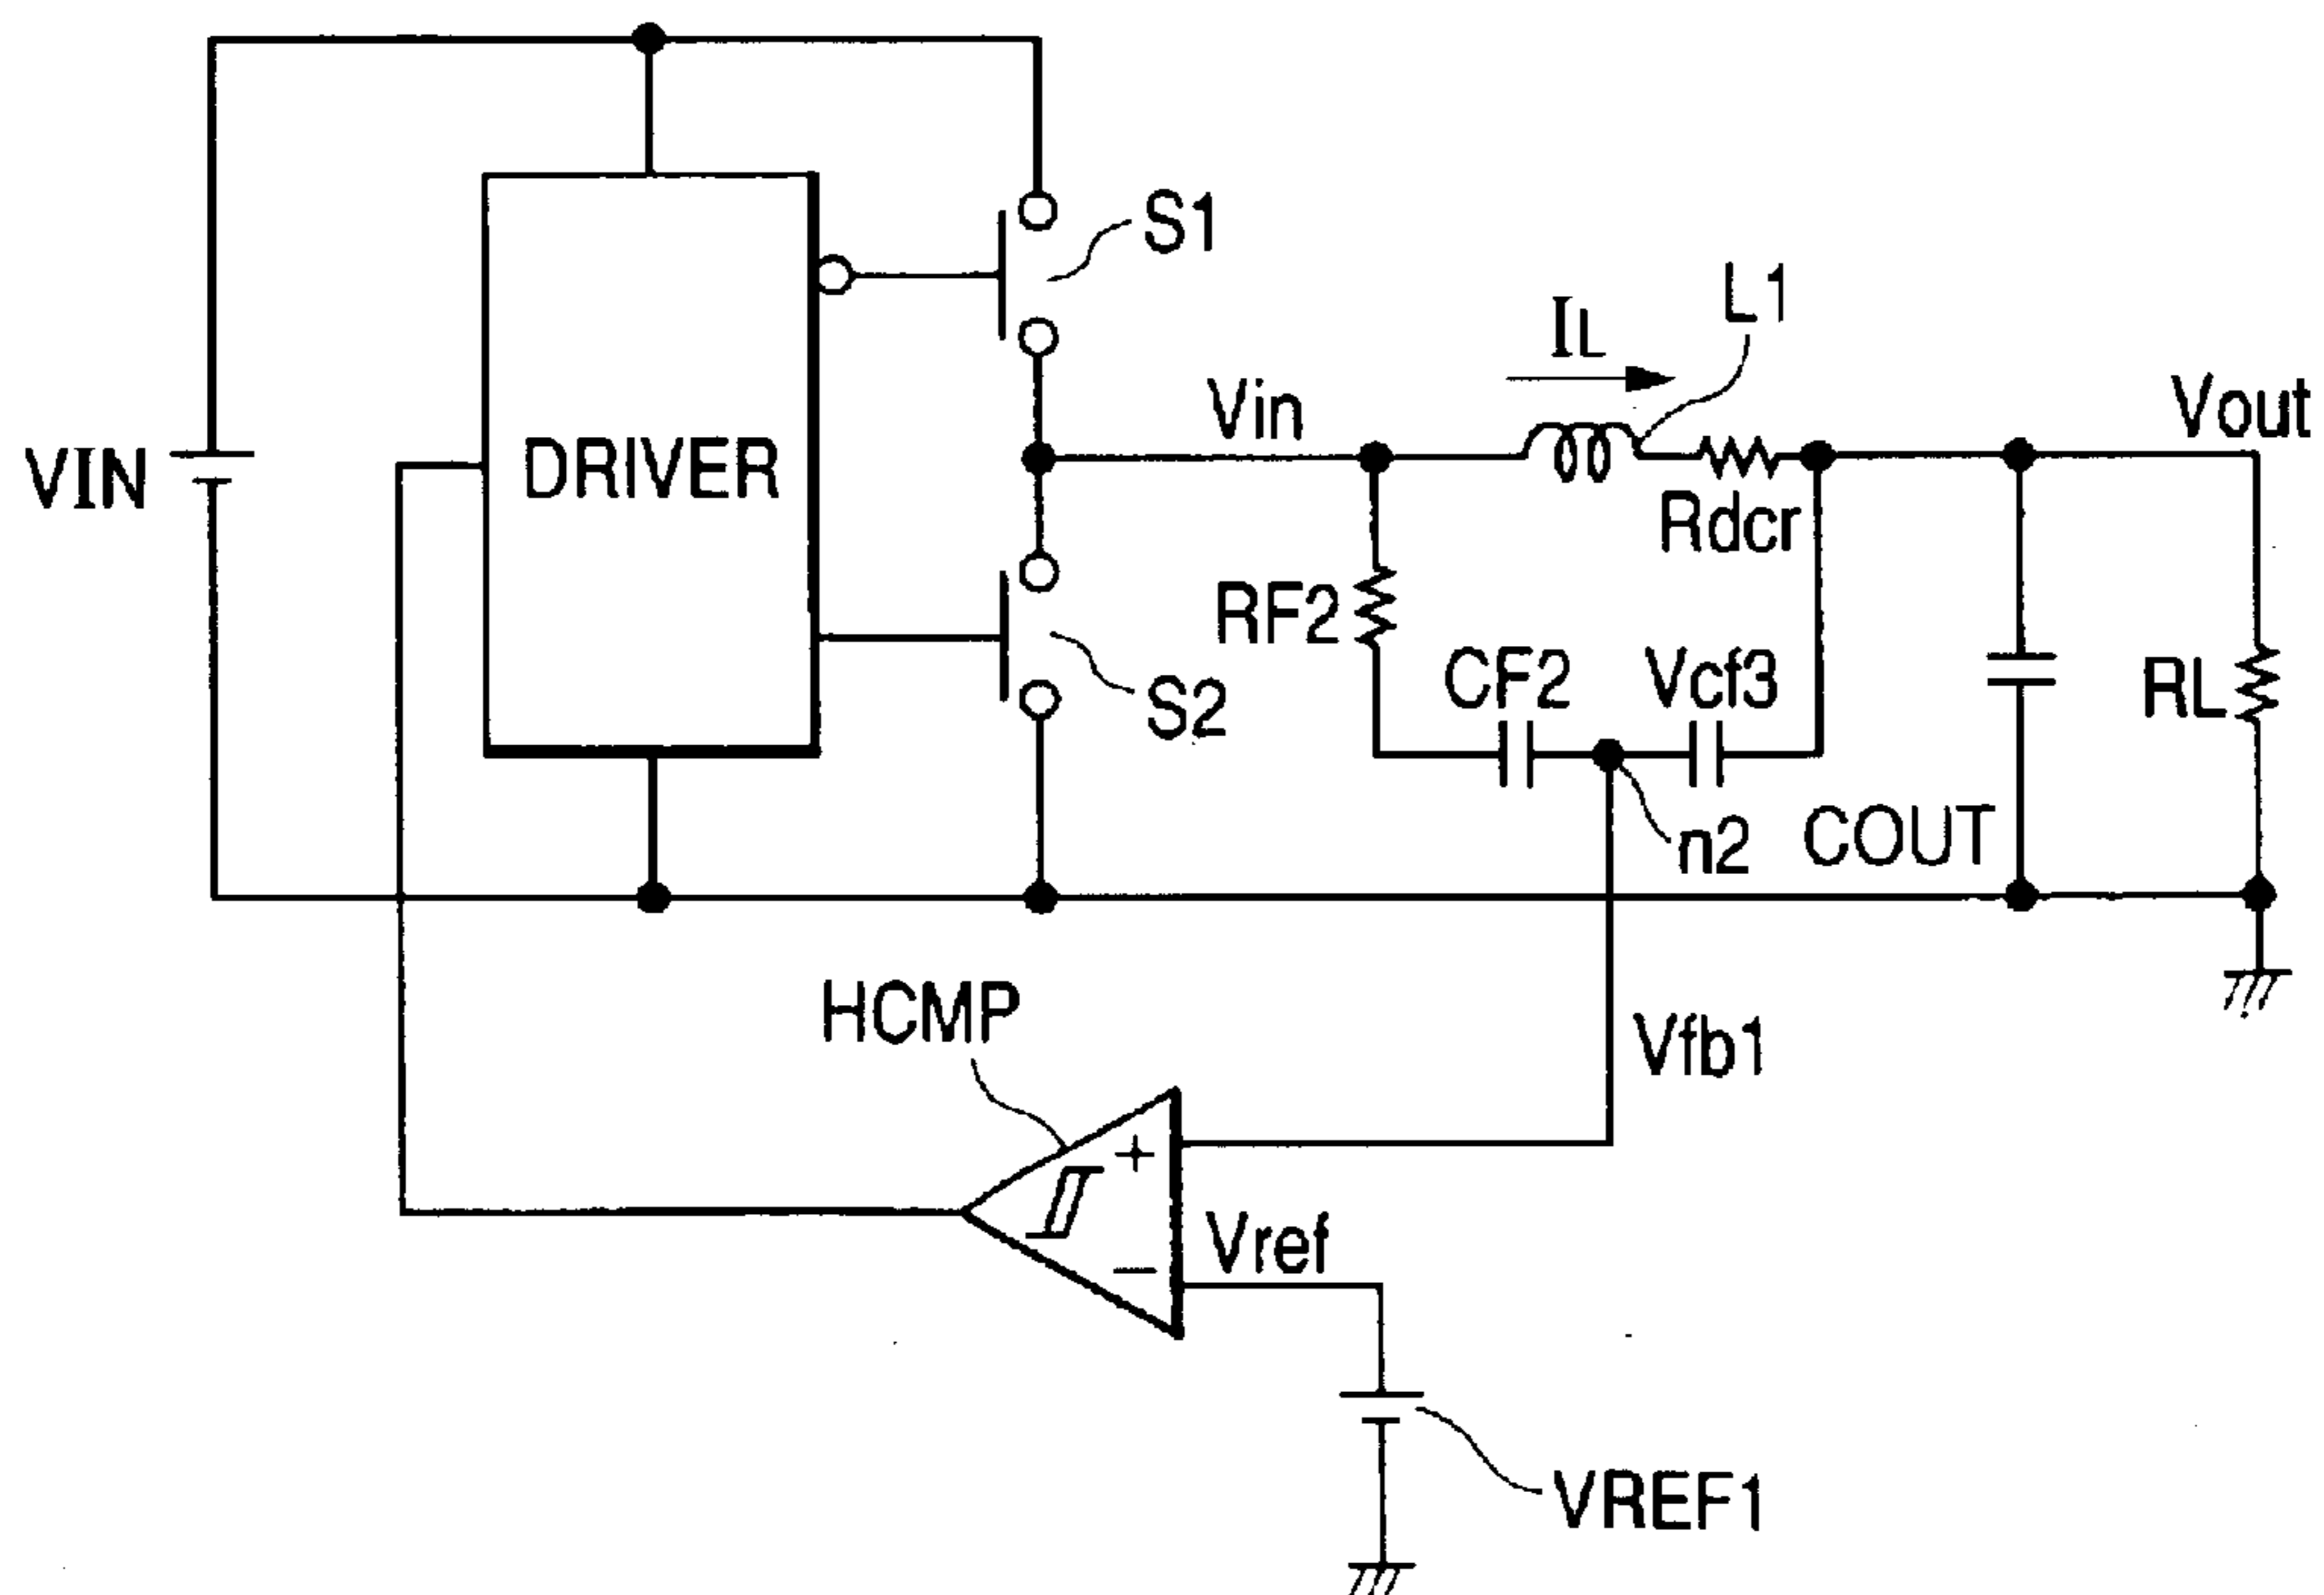 S1
L1
IL
Vin
Vout
VIN
DRIVER
Rdcr
RF2
CF2
Vcf3
RL
S2
n2
COUT
HCMP
Vfb1
+
Vref
−
VREF1